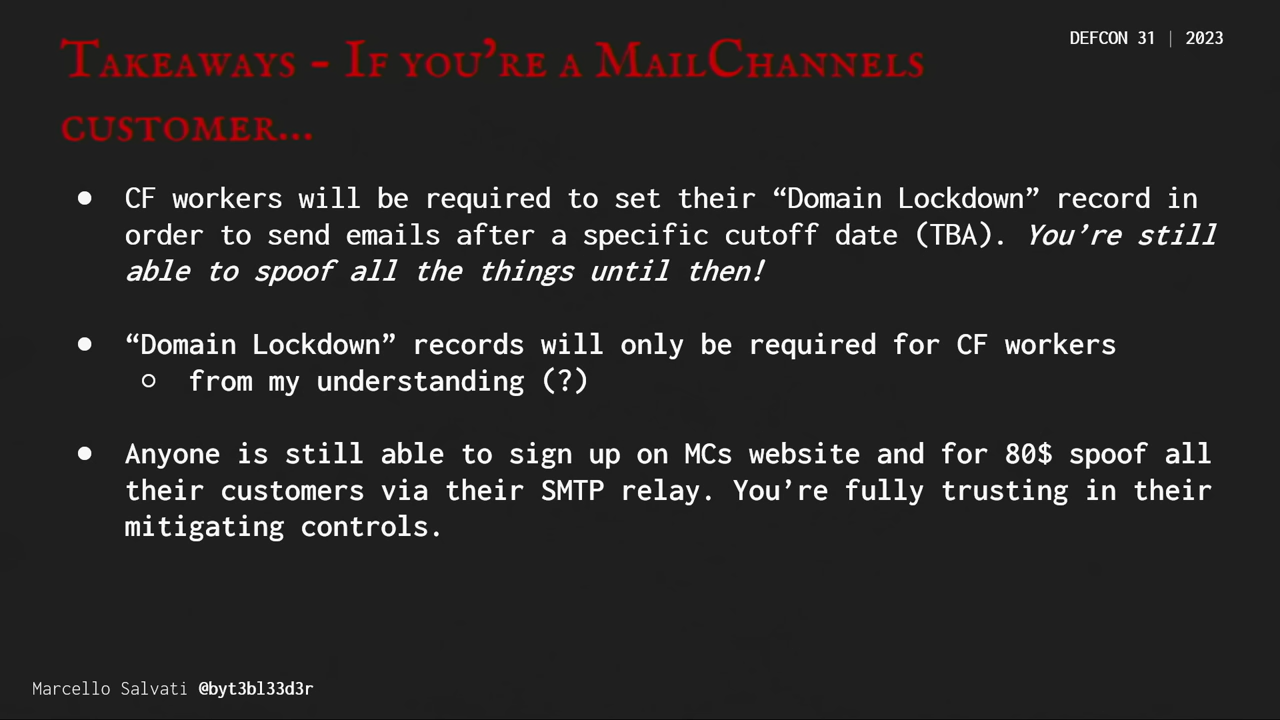 DEFCON 31 | 2023
Takeaways - If you’re a MailChannels
customer...
● CF workers will be required to set their “Domain Lockdown” record in
order to send emails after a specific cutoff date (TBA). You’re still
able to spoof all the things until then!
● “Domain Lockdown” records will only be required for CF workers
○ from my understanding (?)
● Anyone is still able to sign up on MCs website and for 80$ spoof all
their customers via their SMTP relay. You’re fully trusting in their
mitigating controls.
Marcello Salvati @byt3bl33d3r